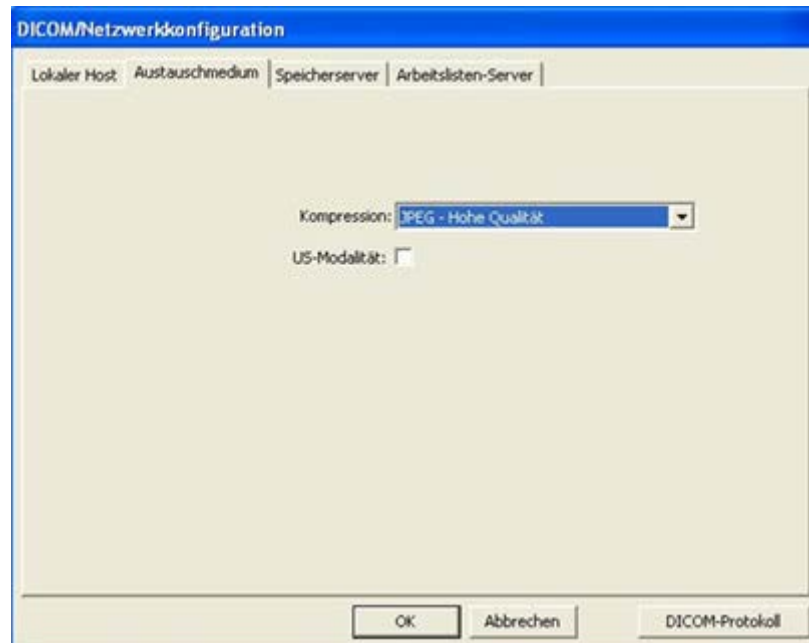 DICOM/Netzwerkkonfiguration
Lokaler Host Austauschmedium Speicherserver Arbeitslisten-Server
Kompression: JPEG - Hohe Qualität
US-Modalität:
OK Abbrechen DICOM-Protokoll